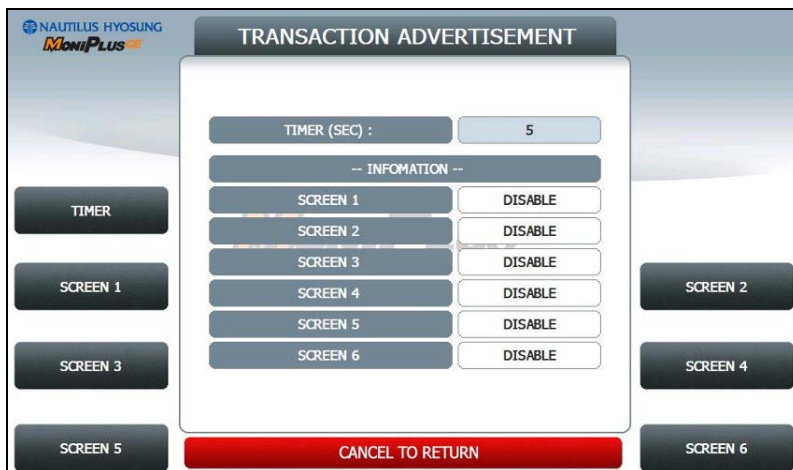 NAUTILUS HYOSUNG
MoniPlus CE
TRANSACTION ADVERTISEMENT
TIMER (SEC) : 5
-- INFOMATION --
SCREEN 1 DISABLE
SCREEN 2 DISABLE
SCREEN 3 DISABLE
SCREEN 4 DISABLE
SCREEN 5 DISABLE
SCREEN 6 DISABLE
TIMER
SCREEN 1
SCREEN 2
SCREEN 3
SCREEN 4
SCREEN 5
CANCEL TO RETURN
SCREEN 6